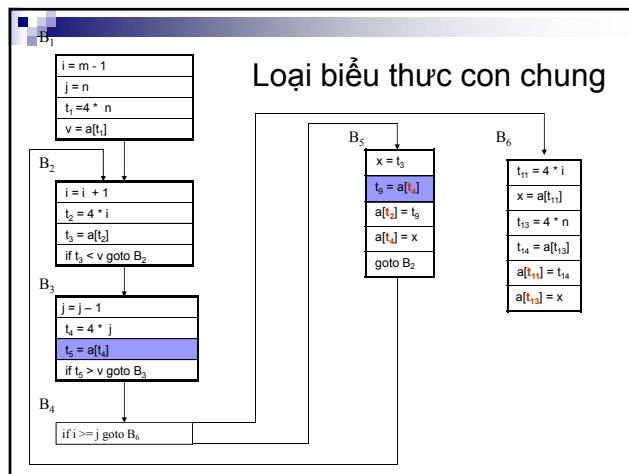 Loại biểu thức con chung
B₁
i = m - 1
j = n
t₁ =4 * n
v = a[t₁]
B₂
i = i + 1
t₂ = 4 * i
t₃ = a[t₂]
if t₃ < v goto B₂
B₃
j = j – 1
t₄ = 4 * j
t₅ = a[t₄]
if t₅ > v goto B₃
B₄
if i >= j goto B₆
B₅
x = t₃
t₉ = a[t₄]
a[t₂] = t₉
a[t₄] = x
goto B₂
B₆
t₁₁ = 4 * i
x = a[t₁₁]
t₁₃ = 4 * n
t₁₄ = a[t₁₃]
a[t₁₁] = t₁₄
a[t₁₃] = x